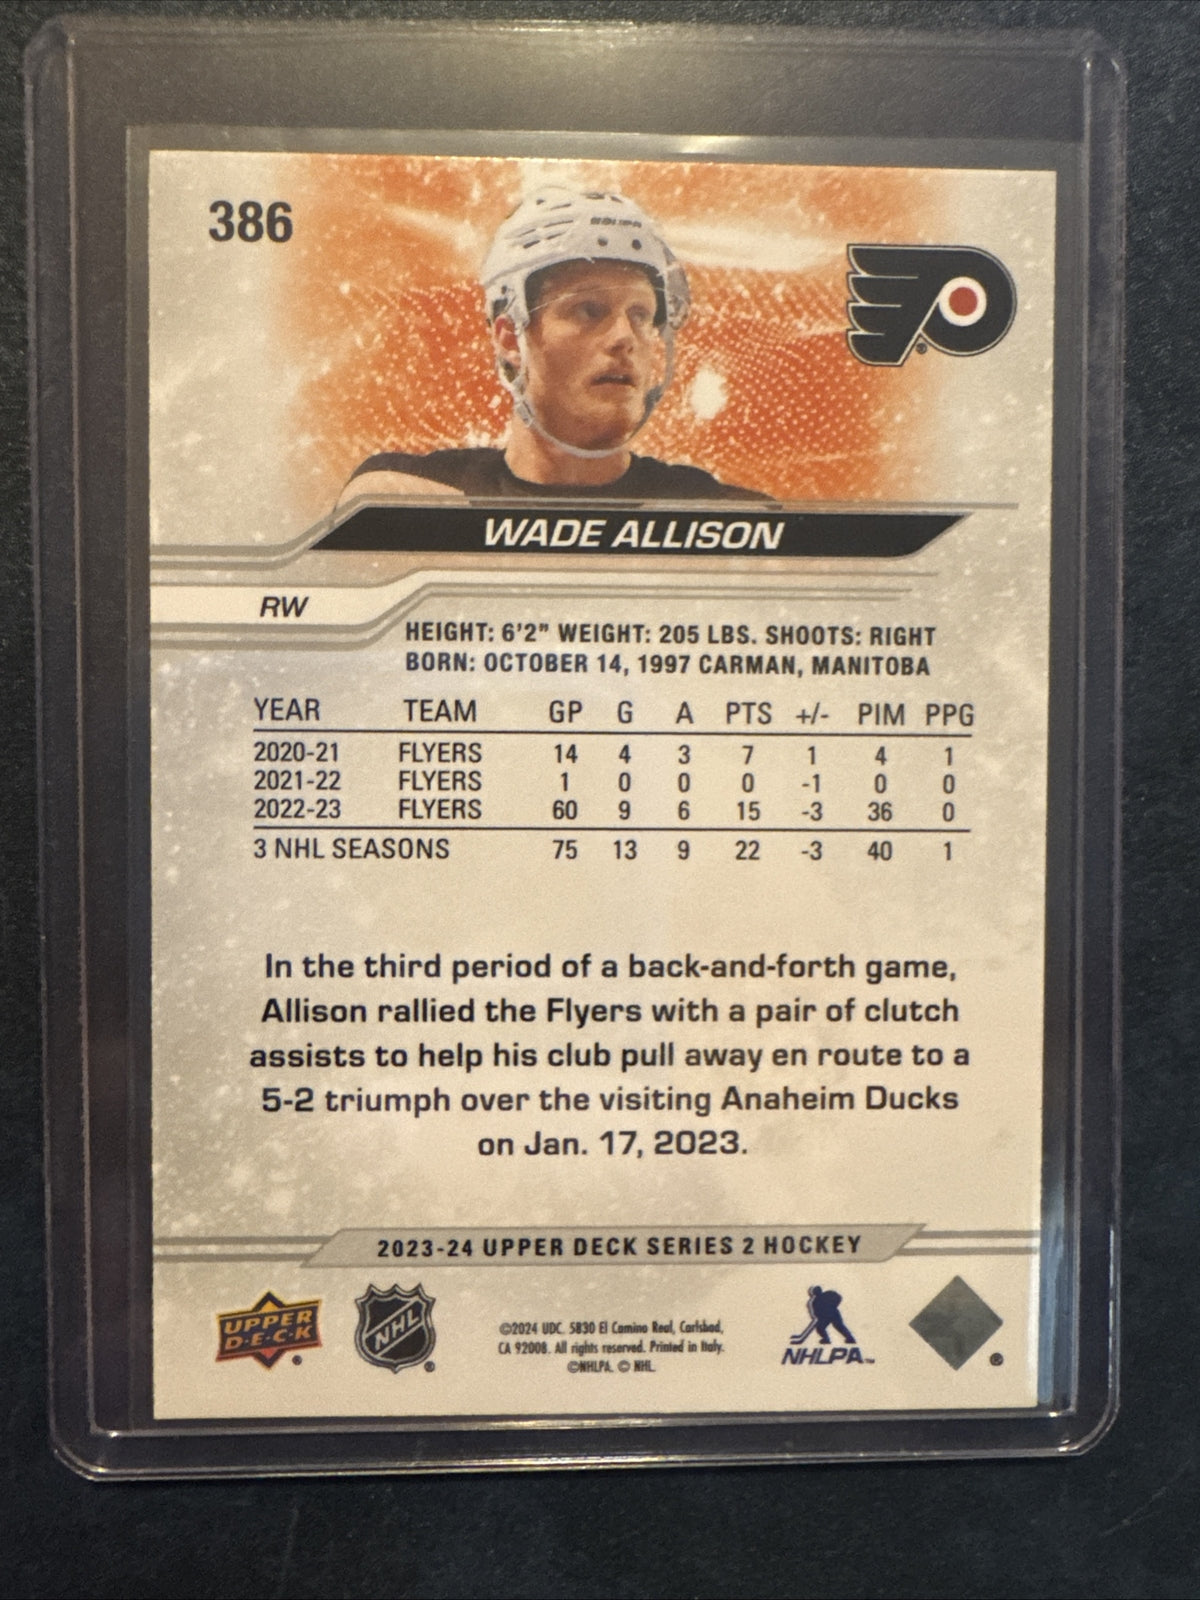 386
BAUER
WADE ALLISON
RW
HEIGHT: 6'2" WEIGHT: 205 LBS. SHOOTS: RIGHT
BORN: OCTOBER 14, 1997 CARMAN, MANITOBA
YEAR TEAM GP G A PTS +/- PIM PPG
2020-21 FLYERS 14 4 3 7 1 4 1
2021-22 FLYERS 1 0 0 0 -1 0 0
2022-23 FLYERS 60 9 6 15 -3 36 0
3 NHL SEASONS 75 13 9 22 -3 40 1
In the third period of a back-and-forth game,
Allison rallied the Flyers with a pair of clutch
assists to help his club pull away en route to a
5-2 triumph over the visiting Anaheim Ducks
on Jan. 17, 2023.
2023-24 UPPER DECK SERIES 2 HOCKEY
UPPER
D·E·C·K ®
NHL ®
©2024 UDC. 5830 El Camino Real, Carlsbad,
CA 92008. All rights reserved. Printed in Italy.
©NHLPA. © NHL.
NHLPA™
®